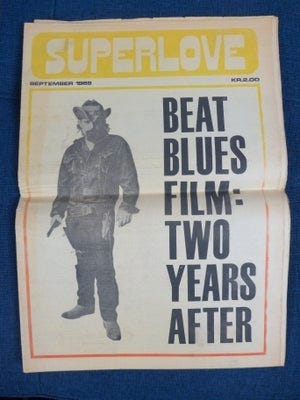 SUPERLOVE
SEPTEMBER 1969
KR.2.00
BEAT
BLUES
FILM:
TWO
YEARS
AFTER